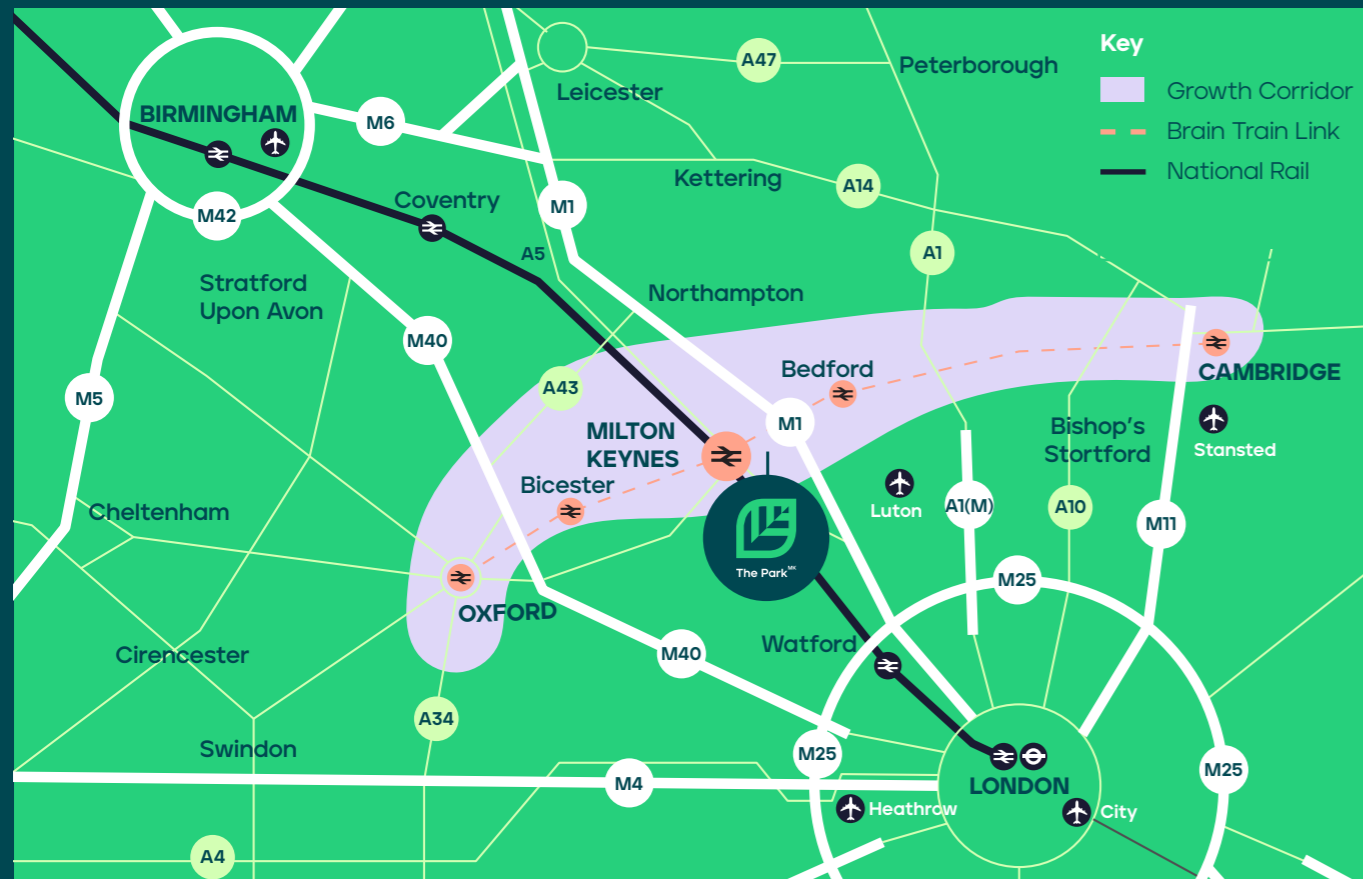 Key
Growth Corridor
Brain Train Link
National Rail
A47
Peterborough
Leicester
BIRMINGHAM
M6
Kettering
A14
Coventry
M1
M42
A5
A1
Stratford
Upon Avon
Northampton
M40
A43
Bedford
CAMBRIDGE
M5
MILTON
KEYNES
M1
Bishop's
Stortford
Stansted
Bicester
Luton
A1(M)
A10
M11
Cheltenham
The Park MK
M25
OXFORD
Cirencester
M40
Watford
A34
Swindon
M25
M4
LONDON
M25
Heathrow
City
A4